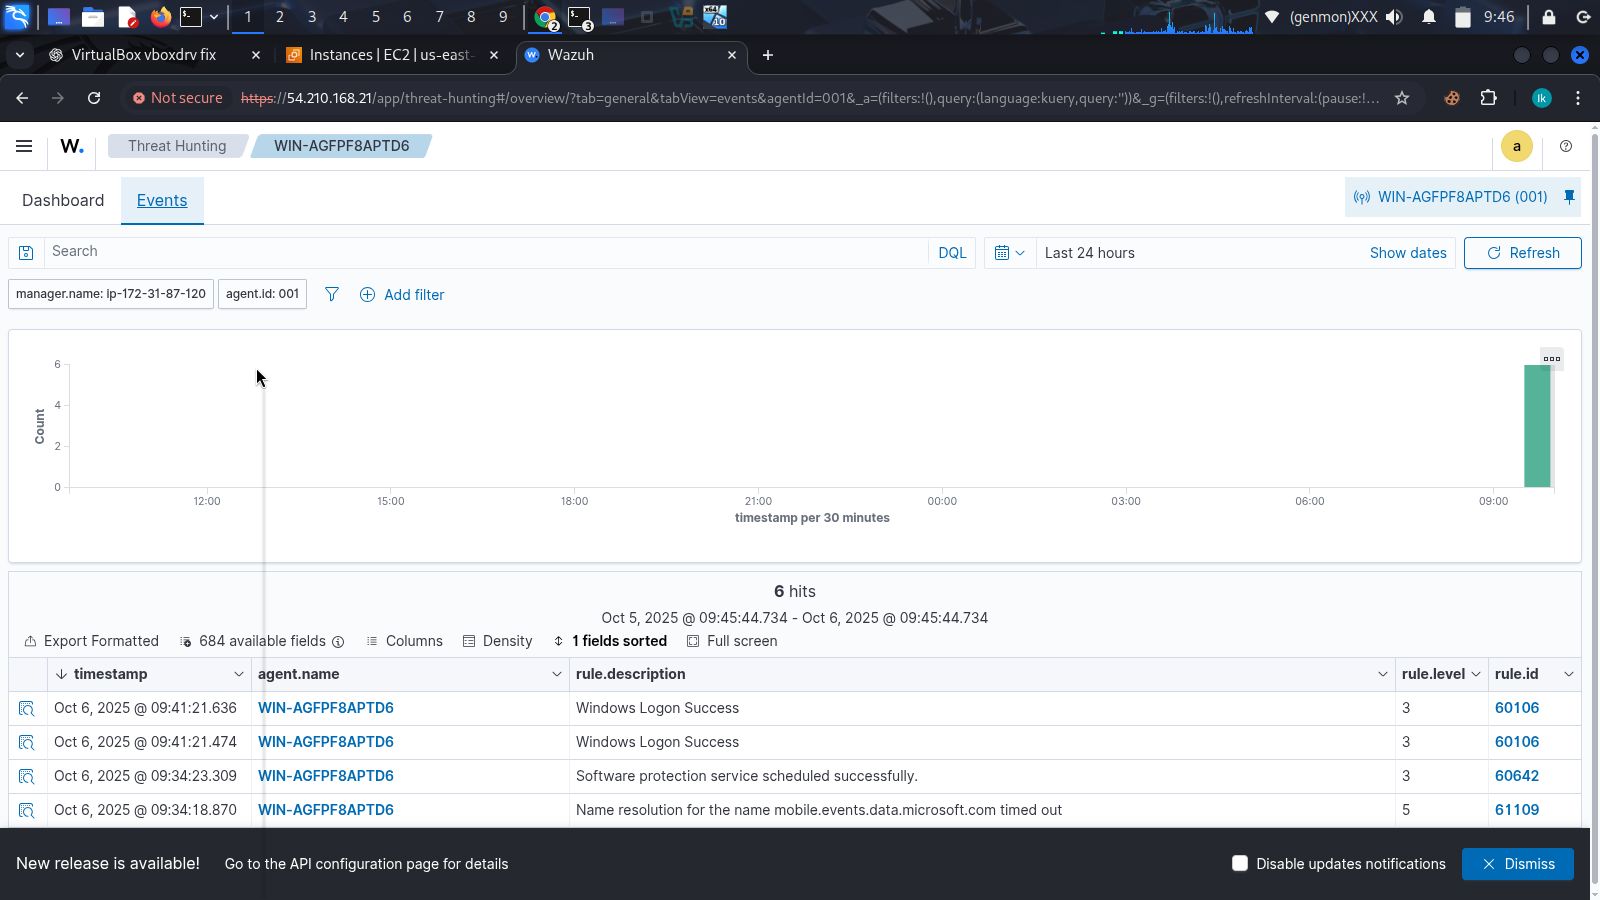 1 2 3 4 5 6 7 8 9 2 3 (genmon)XXX 9:46
VirtualBox vboxdrv fix Instances | EC2 | us-east- Wazuh
Not secure https://54.210.168.21/app/threat-hunting#/overview/?tab=general&tabView=events&agentId=001&_a=(filters:!(),query:(language:kuery,query:''))&_g=(filters:!(),refreshInterval:(pause:!... lk
W. Threat Hunting WIN-AGFPF8APTD6 a
Dashboard Events WIN-AGFPF8APTD6 (001)
Search DQL Last 24 hours Show dates Refresh
manager.name: ip-172-31-87-120 agent.id: 001 Add filter
6
4
2
0
Count
12:00 15:00 18:00 21:00 00:00 03:00 06:00 09:00
timestamp per 30 minutes
6 hits
Oct 5, 2025 @ 09:45:44.734 - Oct 6, 2025 @ 09:45:44.734
Export Formatted 684 available fields Columns Density 1 fields sorted Full screen
timestamp agent.name rule.description rule.level rule.id
Oct 6, 2025 @ 09:41:21.636 WIN-AGFPF8APTD6 Windows Logon Success 3 60106
Oct 6, 2025 @ 09:41:21.474 WIN-AGFPF8APTD6 Windows Logon Success 3 60106
Oct 6, 2025 @ 09:34:23.309 WIN-AGFPF8APTD6 Software protection service scheduled successfully. 3 60642
Oct 6, 2025 @ 09:34:18.870 WIN-AGFPF8APTD6 Name resolution for the name mobile.events.data.microsoft.com timed out 5 61109
New release is available! Go to the API configuration page for details Disable updates notifications Dismiss